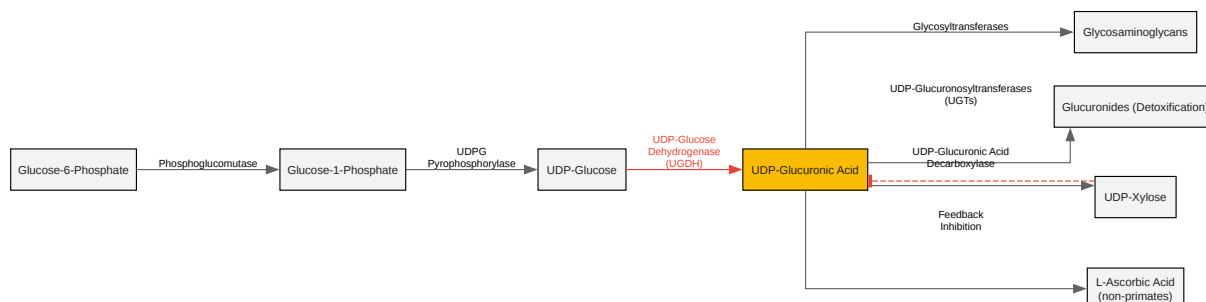 Glycosyltransferases
Glycosaminoglycans
UDP-Glucuronosyltransferases
(UGTs)
Glucuronides (Detoxification)
Glucose-6-Phosphate
Phosphoglucomutase
Glucose-1-Phosphate
UDPG
Pyrophosphorylase
UDP-Glucose
UDP-Glucose
Dehydrogenase
(UGDH)
UDP-Glucuronic Acid
UDP-Glucuronic Acid
Decarboxylase
UDP-Xylose
Feedback
Inhibition
L-Ascorbic Acid
(non-primates)